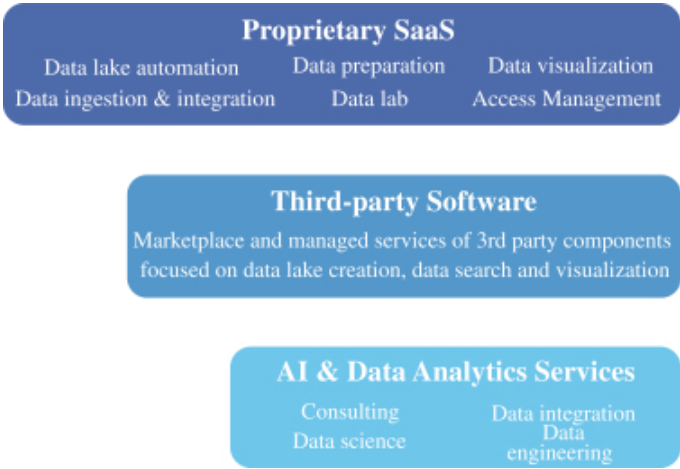 Proprietary SaaS
Data lake automation Data preparation Data visualization
Data ingestion & integration Data lab Access Management
Third-party Software
Marketplace and managed services of 3rd party components
focused on data lake creation, data search and visualization
AI & Data Analytics Services
Consulting Data integration
Data science Data
engineering